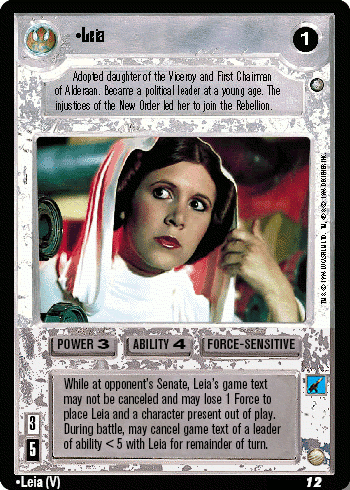 •Leia
1
Adopted daughter of the Viceroy and First Chairman
of Alderaan. Became a political leader at a young age. The
injustices of the New Order led her to join the Rebellion.
POWER 3
ABILITY 4
FORCE-SENSITIVE
While at opponent's Senate, Leia's game text
may not be canceled and may lose 1 Force to
place Leia and a character present out of play.
During battle, may cancel game text of a leader
of ability < 5 with Leia for remainder of turn.
3
5
•Leia (V)
12